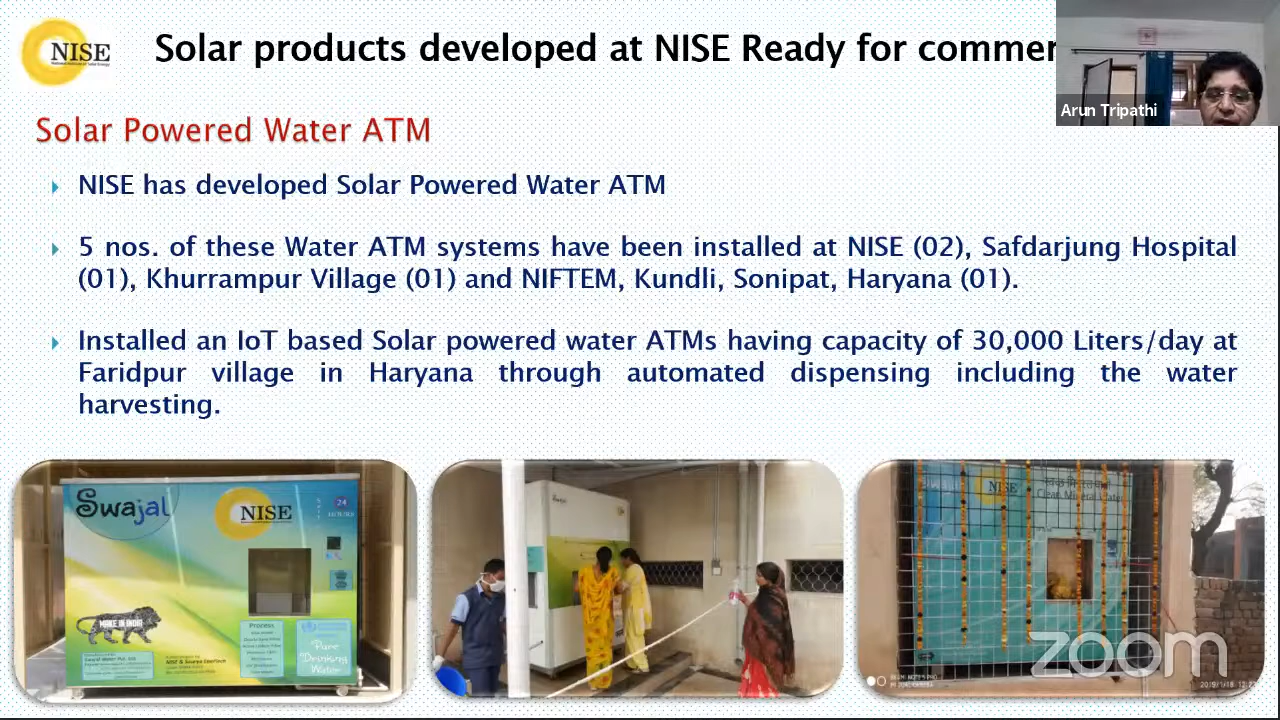 NISE
Solar products developed at NISE Ready for commer
Arun Tripathi
Solar Powered Water ATM
NISE has developed Solar Powered Water ATM
5 nos. of these Water ATM systems have been installed at NISE (02), Safdarjung Hospital
(01), Khurrampur Village (01) and NIFTEM, Kundli, Sonipat, Haryana (01).
Installed an IoT based Solar powered water ATMs having capacity of 30,000 Liters/day at
Faridpur village in Haryana through automated dispensing including the water
harvesting.
Swajal
NISE
24
MAKE IN INDIA
Process
Pure
Drinking
Water
Swajal
NISE
zoom